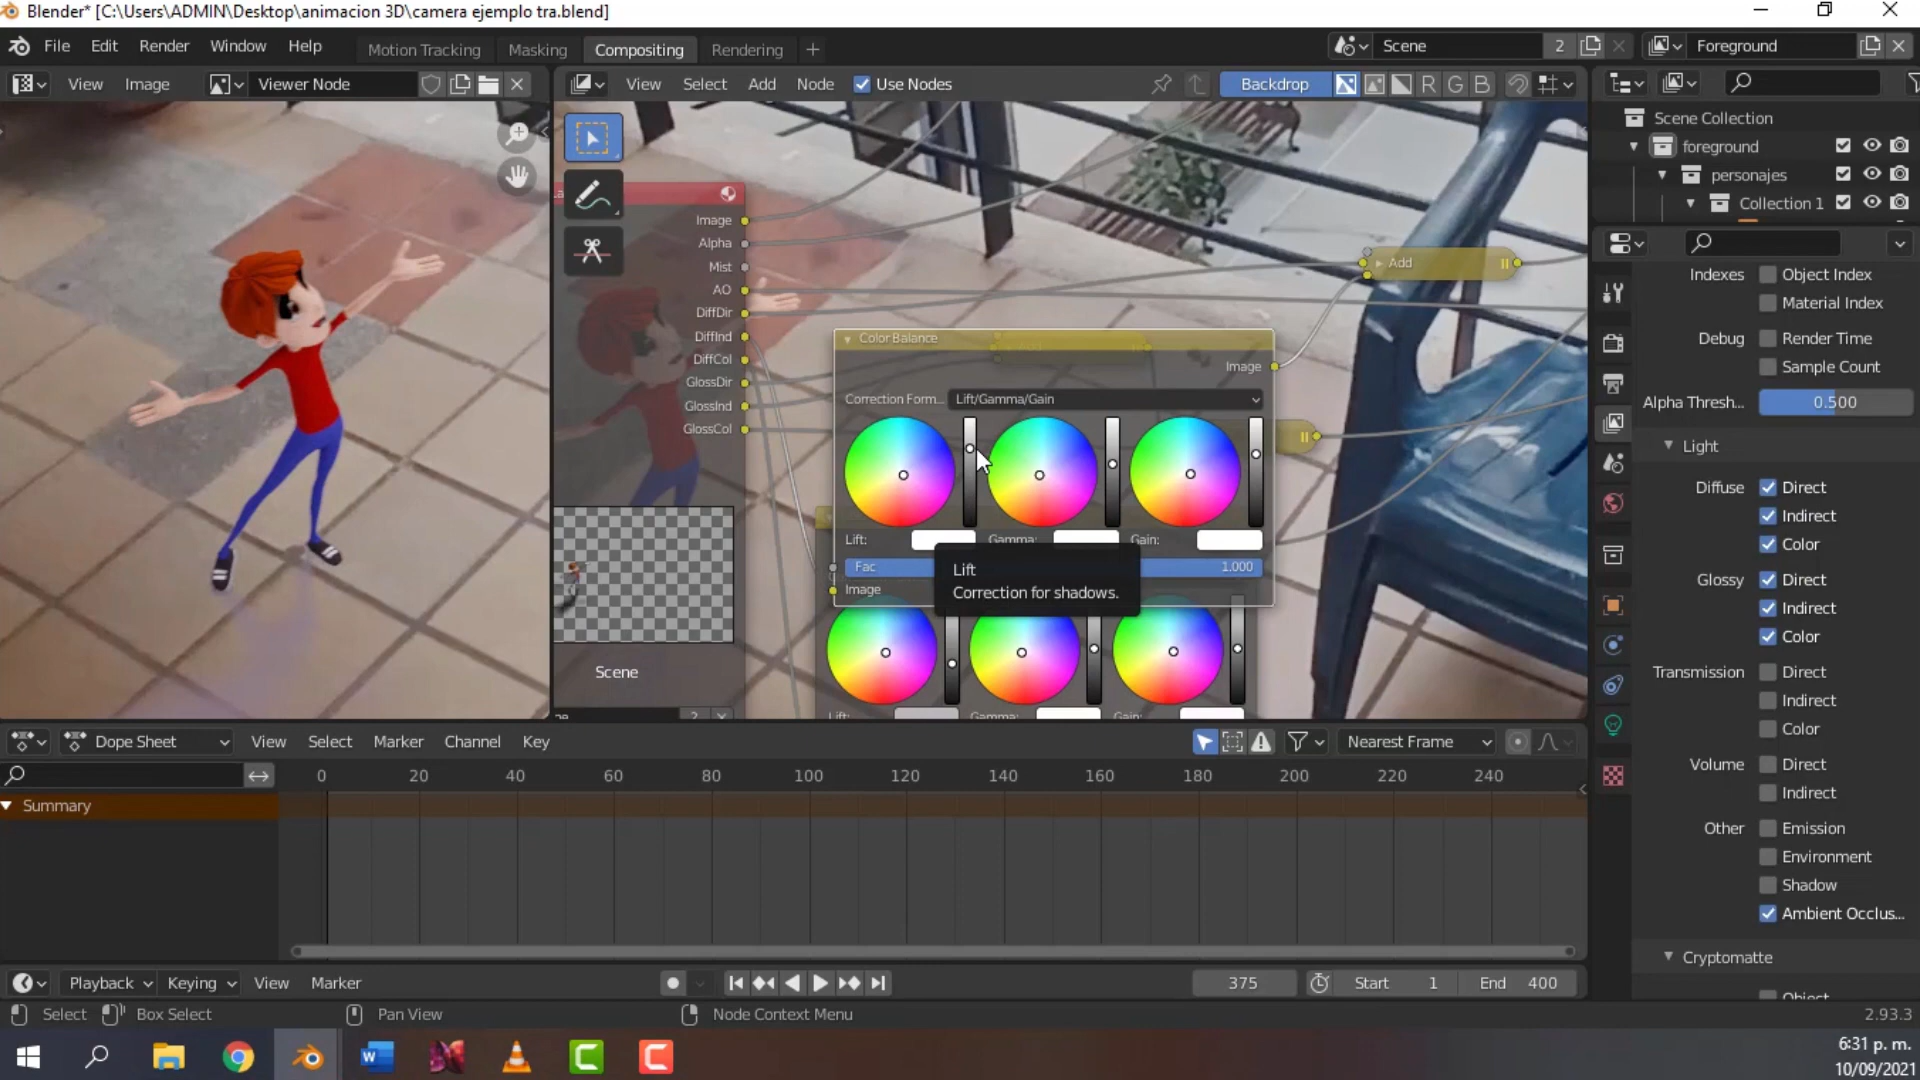 Blender* [C:\Users\ADMIN\Desktop\animacion 3D\camera ejemplo tra.blend]
File Edit Render Window Help Motion Tracking Masking Compositing Rendering + Scene 2 Foreground
View Image Viewer Node View Select Add Node Use Nodes Backdrop R G B
Scene Collection
foreground
personajes
Collection 1
Image
Alpha
Mist
AO
DiffDir
DiffInd
DiffCol
GlossDir
GlossInd
GlossCol
Scene
2
Add
Color Balance
Image
Correction Form... Lift/Gamma/Gain
Lift: Gamma: Gain:
Fac 1.000
Image
Lift
Correction for shadows.
Lift: Gamma: Gain:
Indexes Object Index
Material Index
Debug Render Time
Sample Count
Alpha Thresh... 0.500
Light
Diffuse Direct
Indirect
Color
Glossy Direct
Indirect
Color
Transmission Direct
Indirect
Color
Volume Direct
Indirect
Other Emission
Environment
Shadow
Ambient Occlus...
Cryptomatte
Object
Dope Sheet View Select Marker Channel Key Nearest Frame
0 20 40 60 80 100 120 140 160 180 200 220 240
Summary
Playback Keying View Marker 375 Start 1 End 400
Select Box Select Pan View Node Context Menu 2.93.3
6:31 p. m.
10/09/2021